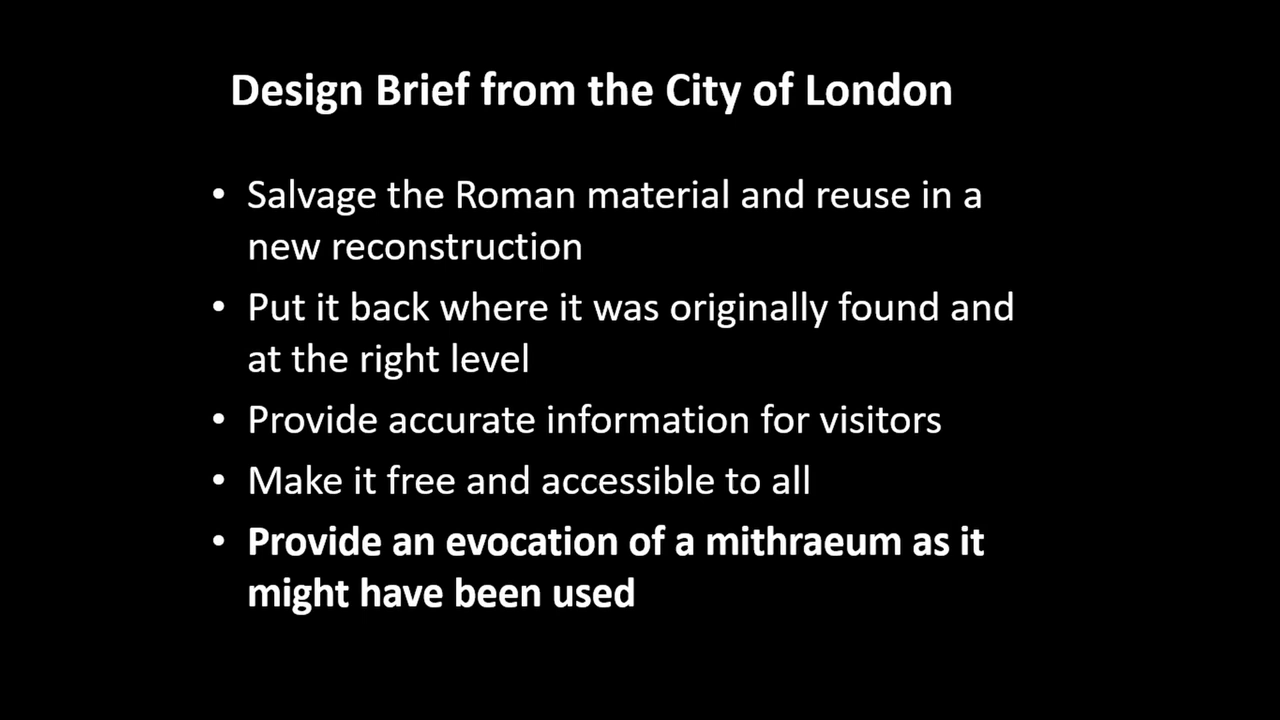 Design Brief from the City of London
• Salvage the Roman material and reuse in a
new reconstruction
• Put it back where it was originally found and
at the right level
• Provide accurate information for visitors
• Make it free and accessible to all
• Provide an evocation of a mithraeum as it
might have been used